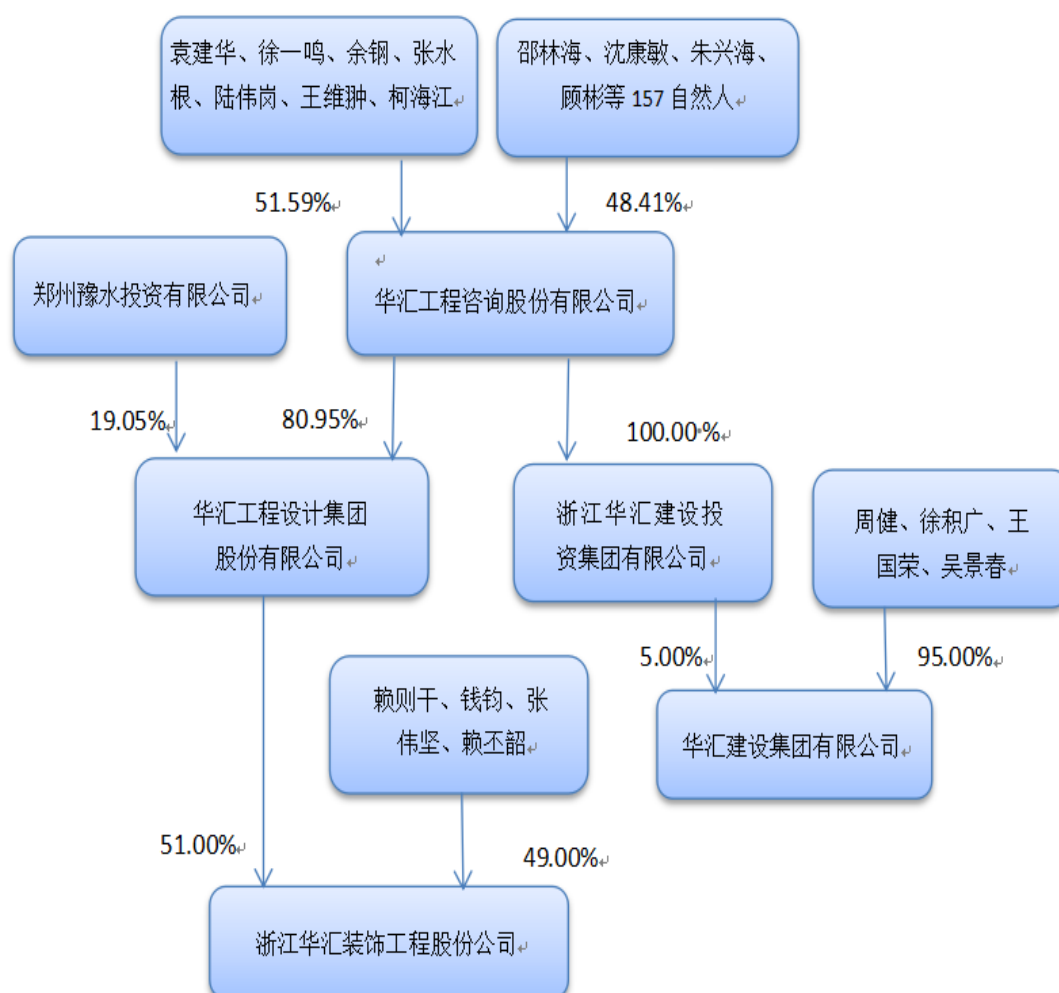 袁建华、徐一鸣、余钢、张水
根、陆伟岗、王维翀、柯海江
邵林海、沈康敏、朱兴海、
顾彬等 157 自然人
51.59%
48.41%
郑州豫水投资有限公司
华汇工程咨询股份有限公司
19.05%
80.95%
100.00%
华汇工程设计集团
股份有限公司
浙江华汇建设投
资集团有限公司
周健、徐积广、王
国荣、吴景春
5.00%
95.00%
赖则干、钱钧、张
伟坚、赖丕韶
华汇建设集团有限公司
51.00%
49.00%
浙江华汇装饰工程股份公司